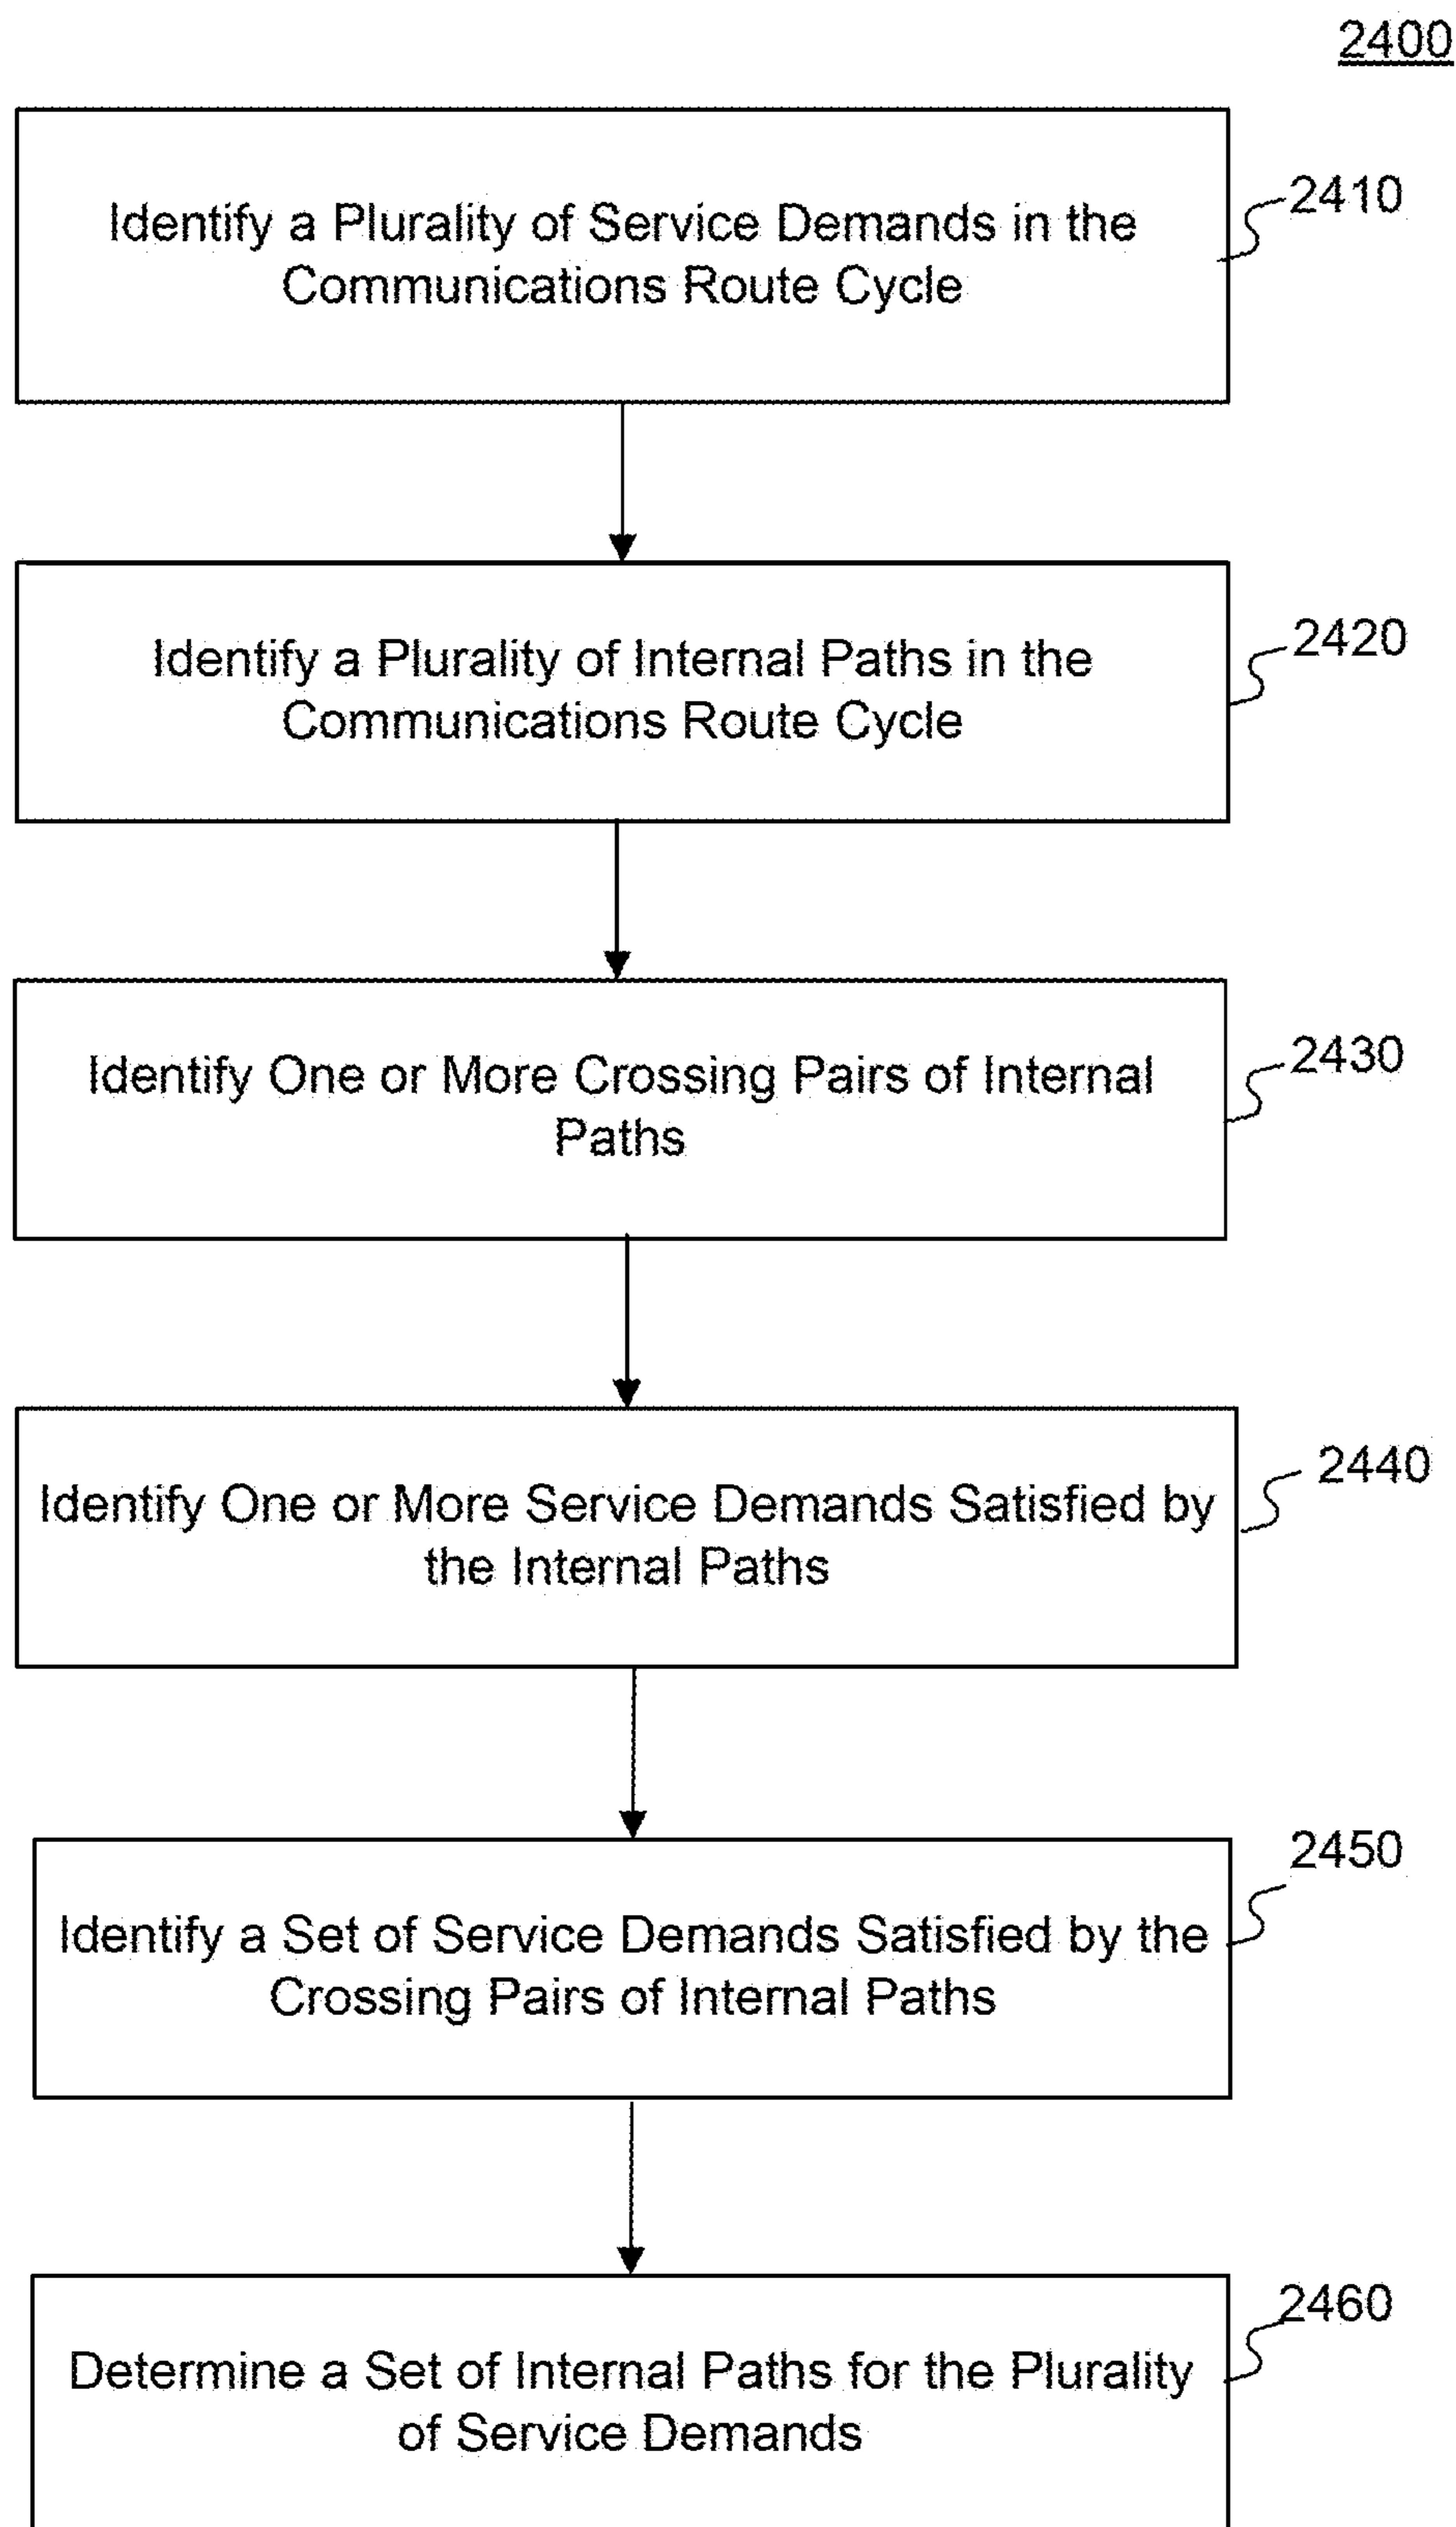 2400
Identify a Plurality of Service Demands in the
Communications Route Cycle
2410
Identify a Plurality of Internal Paths in the
Communications Route Cycle
2420
Identify One or More Crossing Pairs of Internal
Paths
2430
Identify One or More Service Demands Satisfied by
the Internal Paths
2440
Identify a Set of Service Demands Satisfied by the
Crossing Pairs of Internal Paths
2450
Determine a Set of Internal Paths for the Plurality
of Service Demands
2460